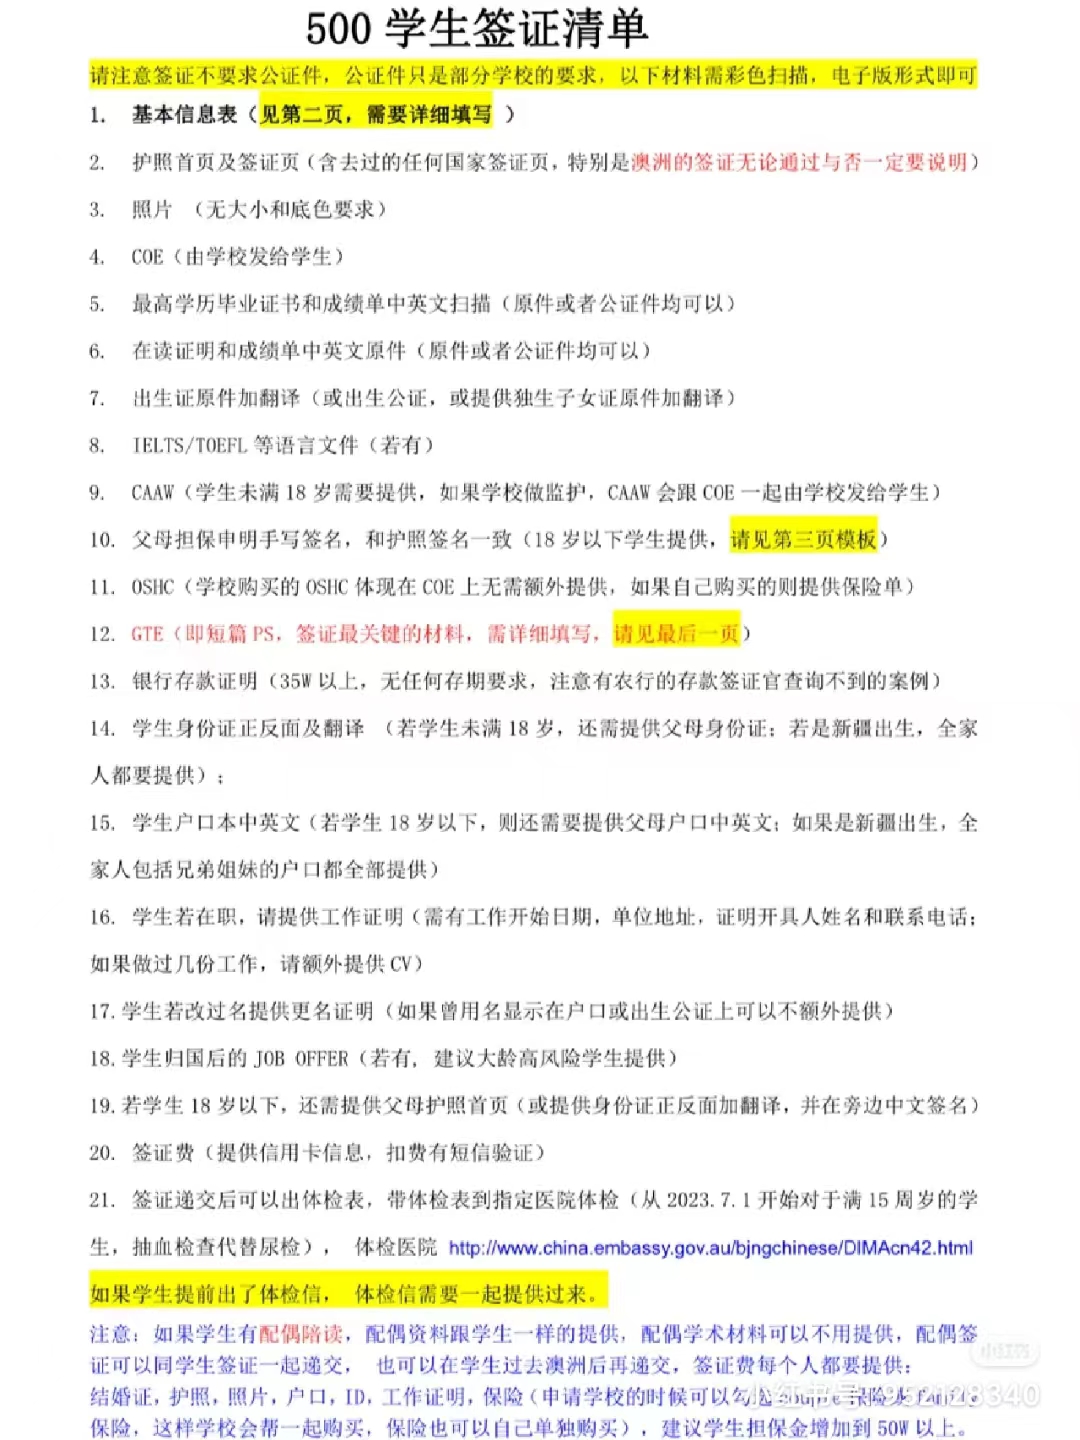 500 学生签证清单
请注意签证不要求公证件，公证件只是部分学校的要求，以下材料需彩色扫描，电子版形式即可
1. 基本信息表（见第二页，需要详细填写 ）
2. 护照首页及签证页（含去过的任何国家签证页，特别是澳洲的签证无论通过与否一定要说明）
3. 照片 （无大小和底色要求）
4. COE（由学校发给学生）
5. 最高学历毕业证书和成绩单中英文扫描（原件或者公证件均可以）
6. 在读证明和成绩单中英文原件（原件或者公证件均可以）
7. 出生证原件加翻译（或出生公证，或提供独生子女证原件加翻译）
8. IELTS/TOEFL 等语言文件（若有）
9. CAAW（学生未满 18 岁需要提供，如果学校做监护，CAAW 会跟 COE 一起由学校发给学生）
10. 父母担保申明手写签名，和护照签名一致（18 岁以下学生提供，请见第三页模板）
11. OSHC（学校购买的 OSHC 体现在 COE 上无需额外提供，如果自己购买的则提供保险单）
12. GTE（即短篇 PS，签证最关键的材料，需详细填写，请见最后一页）
13. 银行存款证明（35W 以上，无任何存期要求，注意有农行的存款签证官查询不到的案例）
14. 学生身份证正反面及翻译 （若学生未满 18 岁，还需提供父母身份证；若是新疆出生，全家
人都要提供）；
15. 学生户口本中英文（若学生 18 岁以下，则还需要提供父母户口中英文；如果是新疆出生，全
家人包括兄弟姐妹的户口都全部提供）
16. 学生若在职，请提供工作证明（需有工作开始日期，单位地址，证明开具人姓名和联系电话；
如果做过几份工作，请额外提供 CV）
17. 学生若改过名提供更名证明（如果曾用名显示在户口或出生公证上可以不额外提供）
18. 学生归国后的 JOB OFFER（若有，建议大龄高风险学生提供）
19. 若学生 18 岁以下，还需提供父母护照首页（或提供身份证正反面加翻译，并在旁边中文签名）
20. 签证费（提供信用卡信息，扣费有短信验证）
21. 签证递交后可以出体检表，带体检表到指定医院体检（从 2023.7.1 开始对于满 15 周岁的学
生，抽血检查代替尿检）， 体检医院 http://www.china.embassy.gov.au/bjngchinese/DIMAcn42.html
如果学生提前出了体检信， 体检信需要一起提供过来。
注意：如果学生有配偶陪读，配偶资料跟学生一样的提供，配偶学术材料可以不用提供，配偶签
证可以同学生签证一起递交， 也可以在学生过去澳洲后再递交，签证费每个人都要提供：
小红书
结婚证，护照，照片，户口，ID，工作证明，保险（申请学校的时候可以勾选 保险
小红书号：952128340
保险，这样学校会帮一起购买，保险也可以自己单独购买），建议学生担保金增加到 50W 以上。